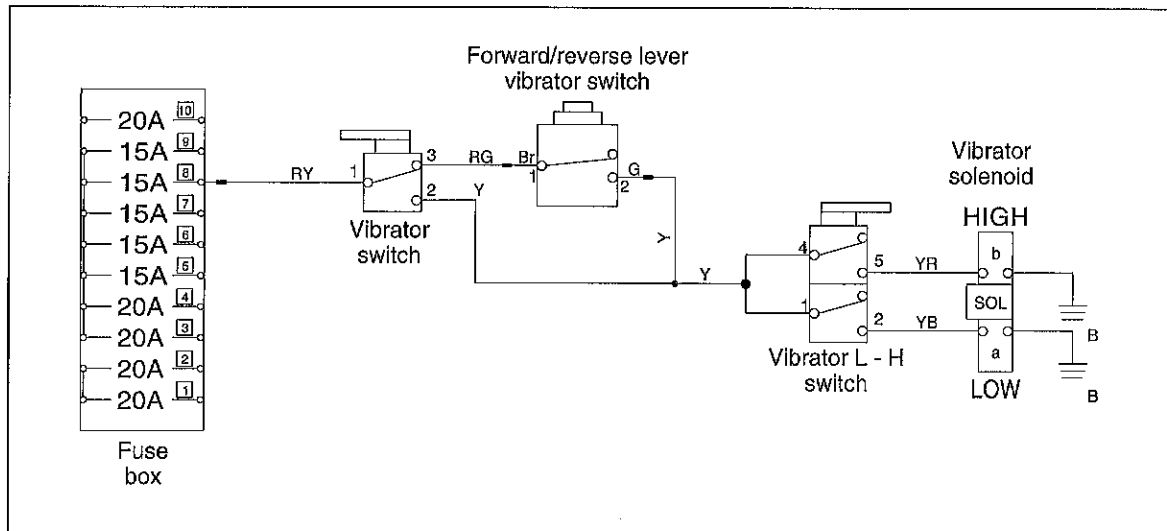 Forward/reverse lever
vibrator switch
20A 10
15A 9
15A 8
15A 7
15A 6
15A 5
20A 4
20A 3
20A 2
20A 1
Fuse
box
RY
1 3
2
Vibrator
switch
RG Br
1
G
2
Y
Y
Y
4
5
1
2
Vibrator L - H
switch
YR
YB
Vibrator
solenoid
HIGH
b
SOL
a
LOW
B
B